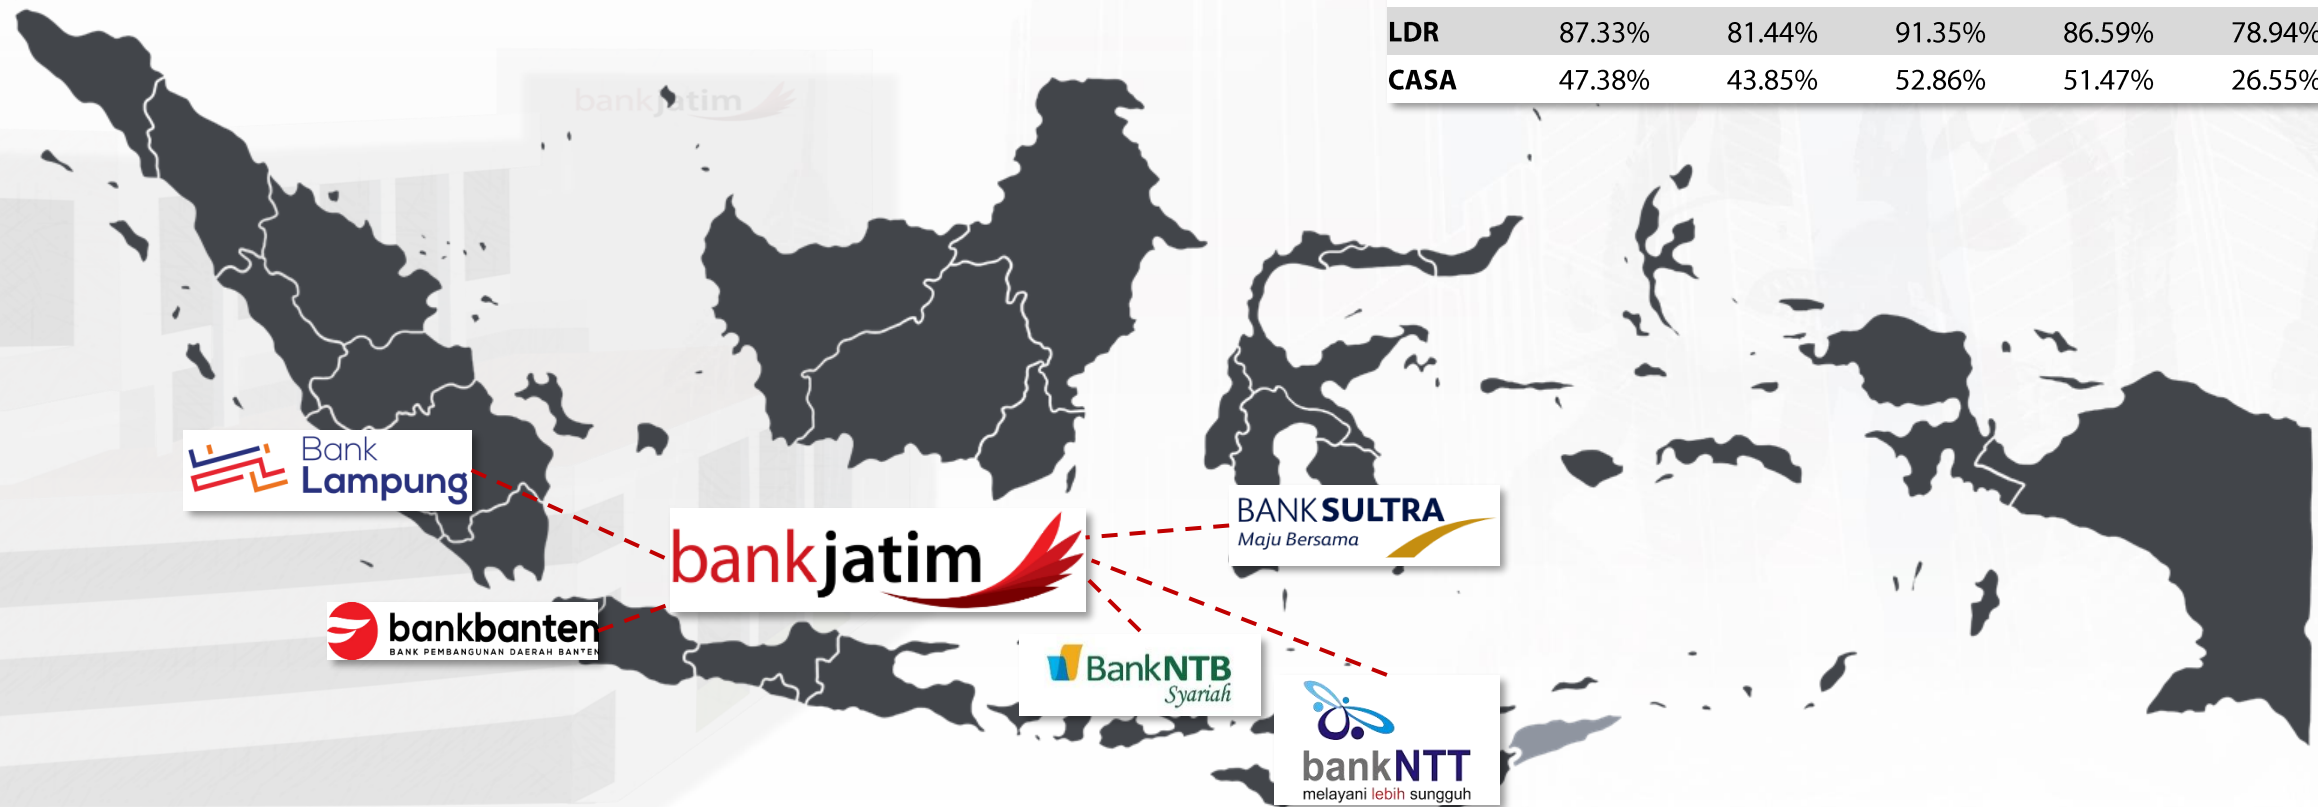 LDR 87.33% 81.44% 91.35% 86.59% 78.94%
CASA 47.38% 43.85% 52.86% 51.47% 26.55%
bankjatim
Bank
Lampung
bankjatim
BANK SULTRA
Maju Bersama
bankbanten
BANK PEMBANGUNAN DAERAH BANTEN
BankNTB
Syariah
bankNTT
melayani lebih sungguh